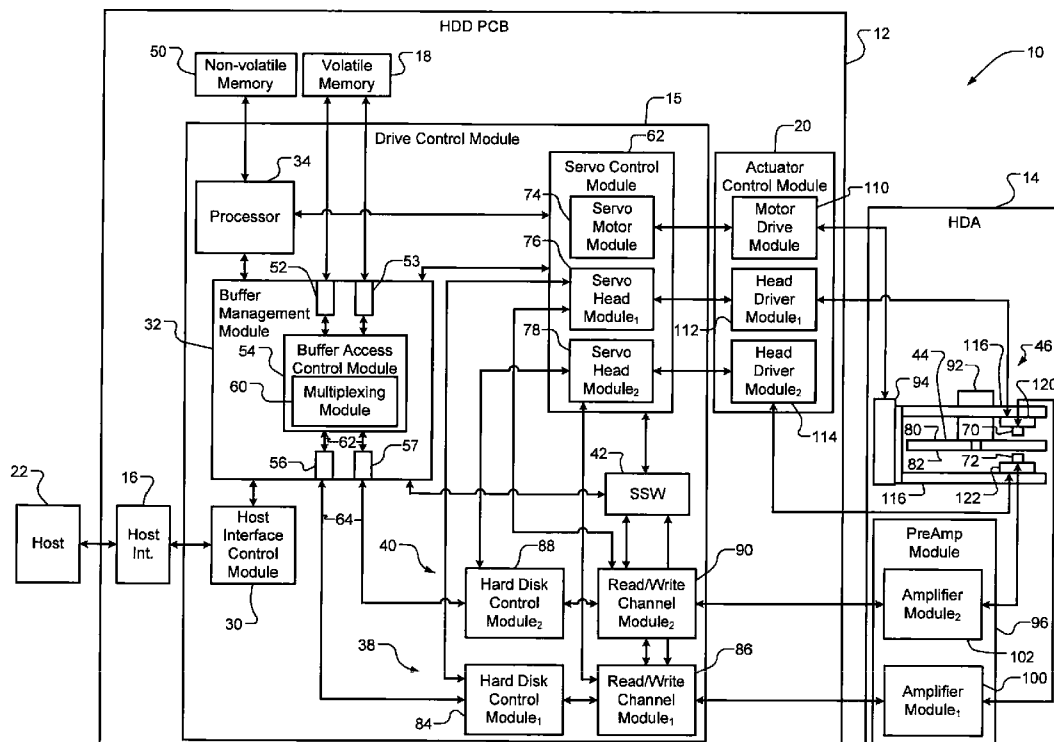 HDD PCB
12
10
50
Non-volatile
Memory
18
Volatile
Memory
15
Drive Control Module
62
20
34
Processor
Servo Control
Module
Actuator
Control Module
14
HDA
74
Servo
Motor
Module
110
Motor
Drive
Module
52
53
76
Buffer
Management
Module
Servo
Head
Module1
Head
Driver
Module1
112
32
54
Buffer Access
Control Module
60
Multiplexing
Module
78
Servo
Head
Module2
Head
Driver
Module2
114
46
44
116
92
120
94
80
70
82
72
116
122
62
56
57
42
SSW
64
22
Host
16
Host
Int.
Host
Interface
Control
Module
30
40
88
Hard Disk
Control
Module2
90
Read/Write
Channel
Module2
PreAmp
Module
Amplifier
Module2
96
102
38
84
Hard Disk
Control
Module1
86
Read/Write
Channel
Module1
100
Amplifier
Module1